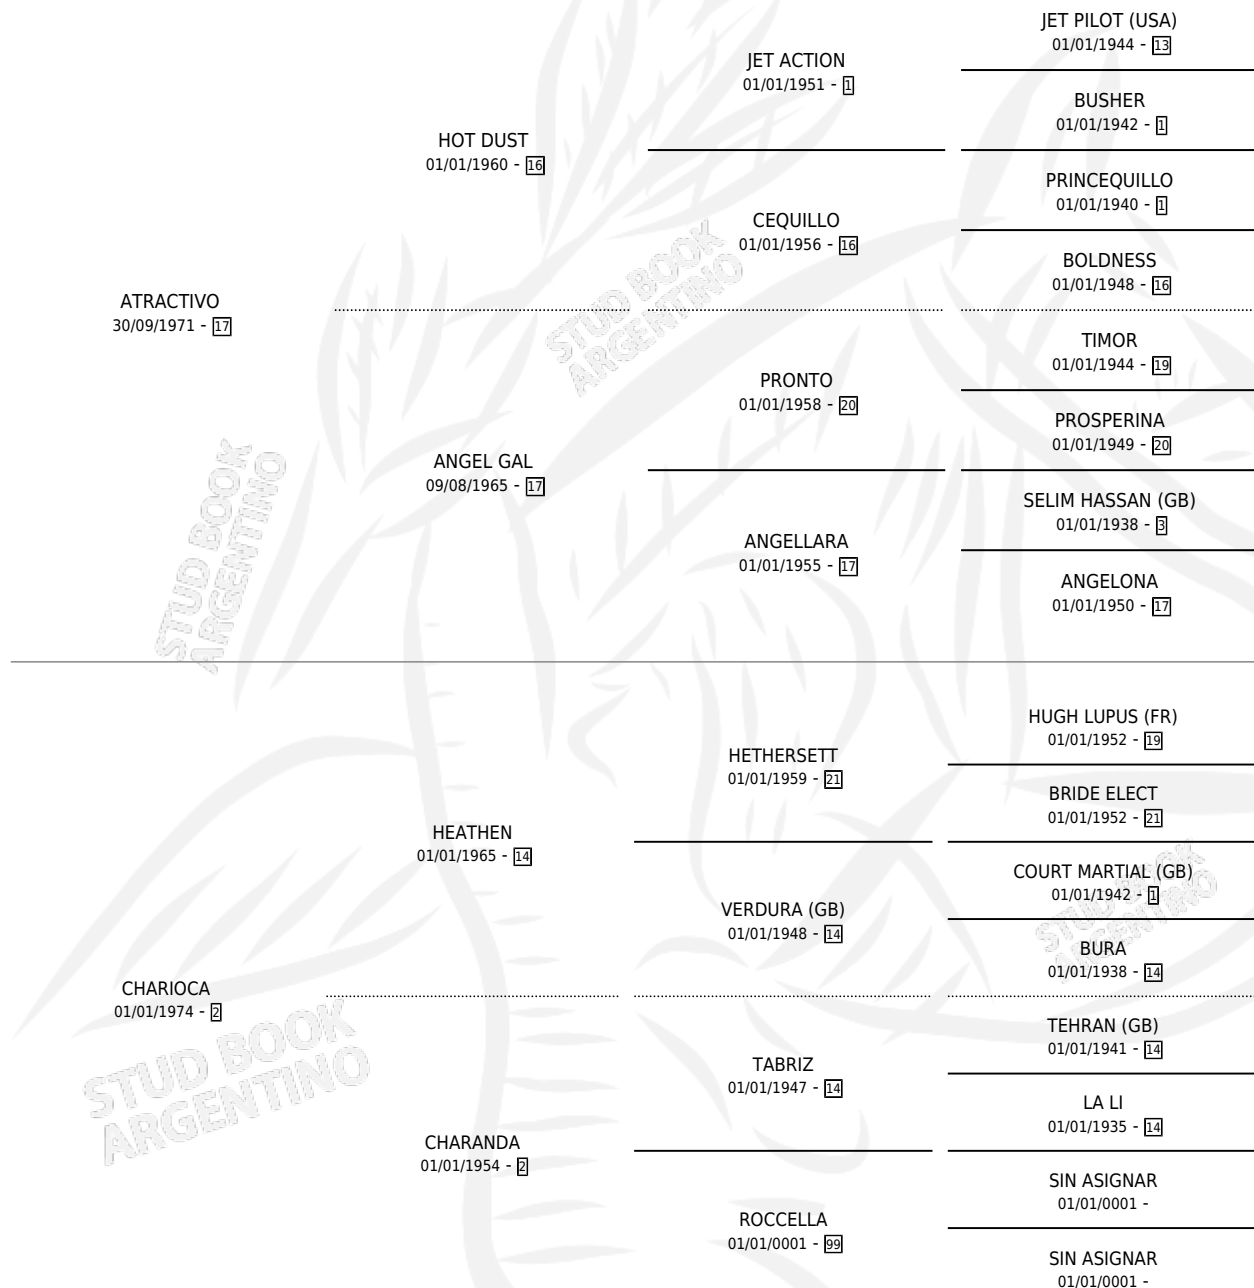 JET PILOT (USA)
01/01/1944 - 13
JET ACTION
01/01/1951 - 1
BUSHER
01/01/1942 - 1
HOT DUST
01/01/1960 - 16
PRINCEQUILLO
01/01/1940 - 1
CEQUILLO
01/01/1956 - 16
BOLDNESS
01/01/1948 - 16
ATRACTIVO
30/09/1971 - 17
TIMOR
01/01/1944 - 19
PRONTO
01/01/1958 - 20
PROSPERINA
01/01/1949 - 20
ANGEL GAL
09/08/1965 - 17
SELIM HASSAN (GB)
01/01/1938 - 3
ANGELLARA
01/01/1955 - 17
ANGELONA
01/01/1950 - 17
HUGH LUPUS (FR)
01/01/1952 - 19
HETHERSETT
01/01/1959 - 21
BRIDE ELECT
01/01/1952 - 21
HEATHEN
01/01/1965 - 14
COURT MARTIAL (GB)
01/01/1942 - 1
VERDURA (GB)
01/01/1948 - 14
BURA
01/01/1938 - 14
CHARIOCA
01/01/1974 - 2
TEHRAN (GB)
01/01/1941 - 14
TABRIZ
01/01/1947 - 14
LA LI
01/01/1935 - 14
CHARANDA
01/01/1954 - 2
SIN ASIGNAR
01/01/0001 -
ROCCELLA
01/01/0001 - 99
SIN ASIGNAR
01/01/0001 -
STUD BOOK
ARGENTINO
STUD BOOK
ARGENTINO
STUD BOOK
ARGENTINO
STUD BOOK
ARGENTINO